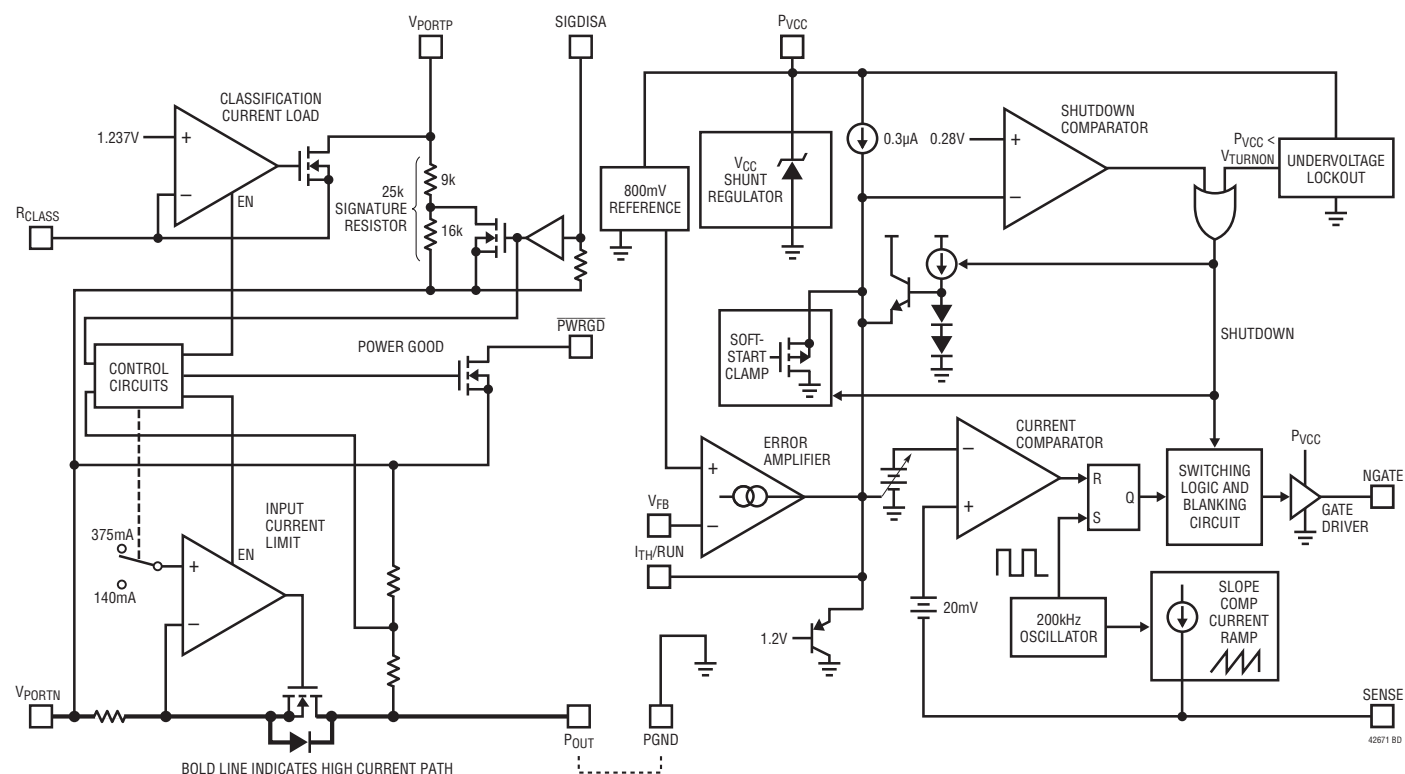 VPORTP
SIGDISA
PVCC
CLASSIFICATION
CURRENT LOAD
1.237V
+
–
EN
RCLASS
25k
SIGNATURE
RESISTOR
9k
16k
CONTROL
CIRCUITS
POWER GOOD
PWRGD
INPUT
CURRENT
LIMIT
375mA
140mA
+
–
EN
VPORTN
POUT
BOLD LINE INDICATES HIGH CURRENT PATH
800mV
REFERENCE
VCC
SHUNT
REGULATOR
0.3µA
0.28V
+
–
SHUTDOWN
COMPARATOR
PVCC <
VTURNON
UNDERVOLTAGE
LOCKOUT
SOFT-
START
CLAMP
SHUTDOWN
ERROR
AMPLIFIER
+
–
VFB
ITH/RUN
1.2V
PGND
CURRENT
COMPARATOR
–
+
R
S
Q
SWITCHING
LOGIC AND
BLANKING
CIRCUIT
PVCC
NGATE
GATE
DRIVER
20mV
200kHz
OSCILLATOR
SLOPE
COMP
CURRENT
RAMP
SENSE
42671 BD